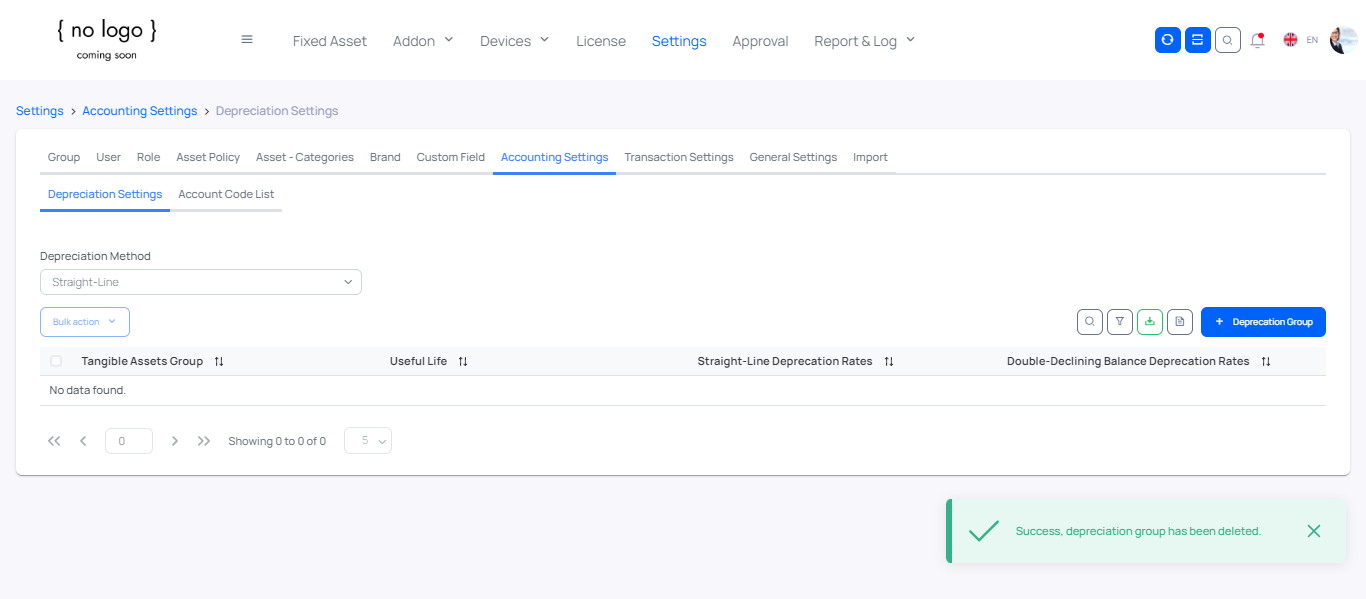 { no logo }
coming soon
Fixed Asset Addon Devices License Settings Approval Report & Log EN
Settings > Accounting Settings > Depreciation Settings
Group User Role Asset Policy Asset - Categories Brand Custom Field Accounting Settings Transaction Settings General Settings Import
Depreciation Settings Account Code List
Depreciation Method
Straight-Line
Bulk action + Deprecation Group
Tangible Assets Group Useful Life Straight-Line Deprecation Rates Double-Declining Balance Deprecation Rates
No data found.
0 Showing 0 to 0 of 0 5
Success, depreciation group has been deleted.